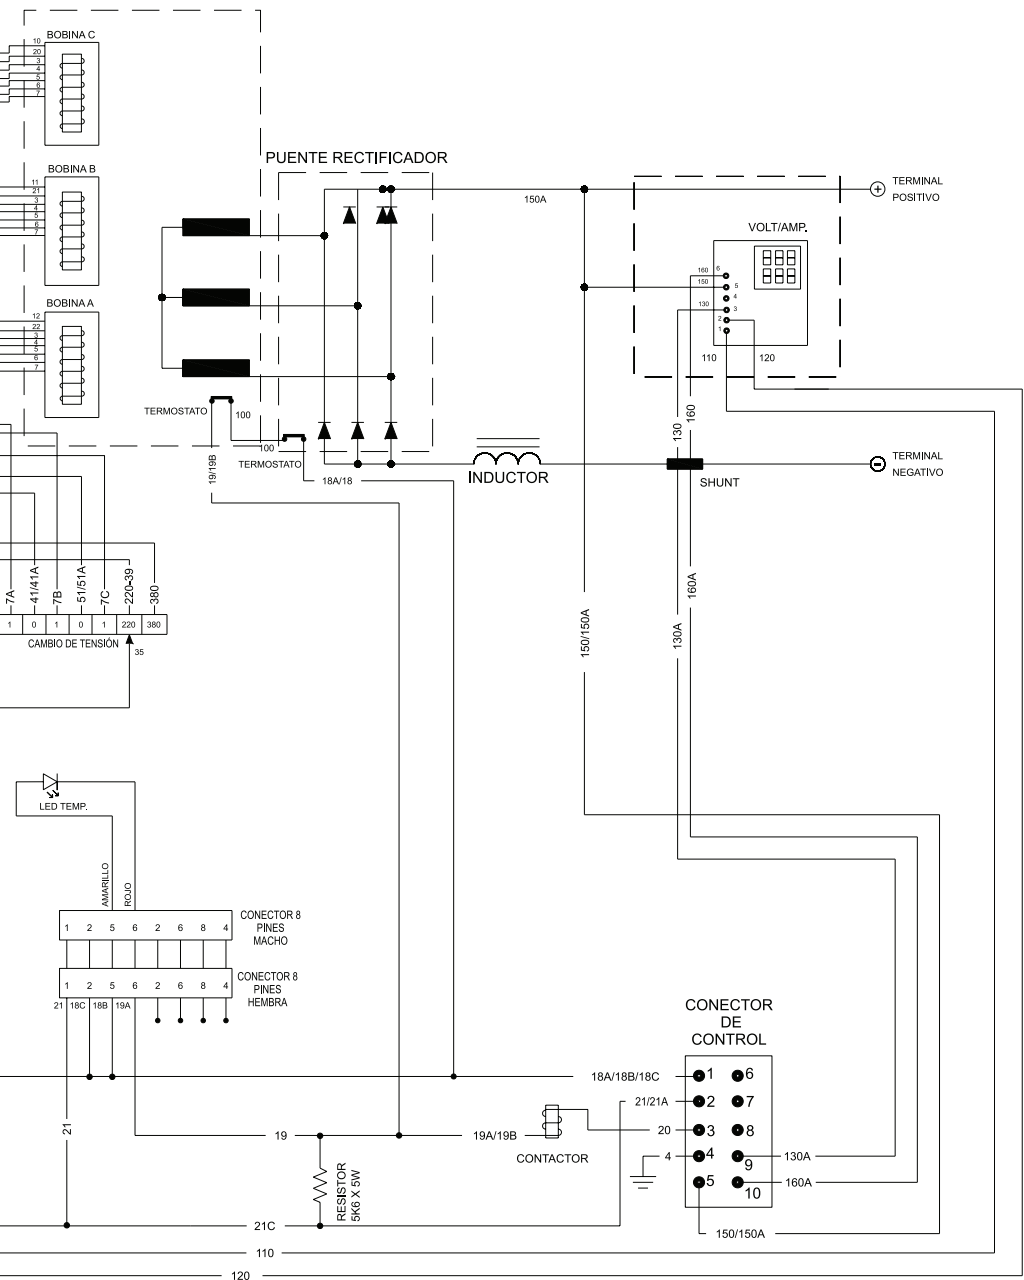 BOBINA C
10
20
3
4
5
6
7
BOBINA B
11
21
3
4
5
6
7
BOBINA A
12
22
3
4
5
6
7
PUENTE RECTIFICADOR
150A
TERMINAL
POSITIVO
VOLT/AMP.
160
6
150
5
4
130
3
2
1
110
120
TERMOSTATO
100
100
TERMOSTATO
19/19B
18A/18
INDUCTOR
130
160
SHUNT
TERMINAL
NEGATIVO
7A
41/41A
7B
51/51A
7C
220-39
380
1
0
1
0
1
220
380
CAMBIO DE TENSIÓN
35
150/150A
130A
160A
LED TEMP.
AMARILLO
ROJO
1
2
5
6
2
6
8
4
CONECTOR 8
PINES
MACHO
1
2
5
6
2
6
8
4
CONECTOR 8
PINES
HEMBRA
21
18C
18B
19A
21
19
RESISTOR
5K6 X 5W
19A/19B
CONTACTOR
CONECTOR
DE
CONTROL
18A/18B/18C
1
6
21/21A
2
7
20
3
8
4
4
9
130A
5
10
160A
150/150A
21C
110
120